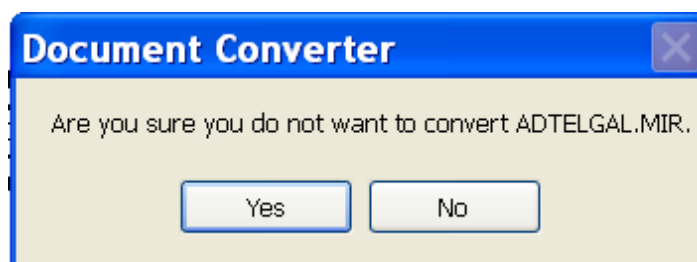 Document Converter
Are you sure you do not want to convert ADTELGAL.MIR.
Yes
No